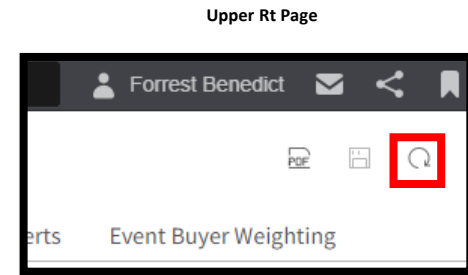 Upper Rt Page
Forrest Benedict
PDF
erts Event Buyer Weighting